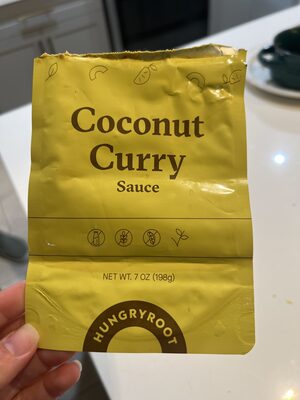 Coconut
Curry
Sauce
NET WT. 7 OZ (198g)
HUNGRYROOT